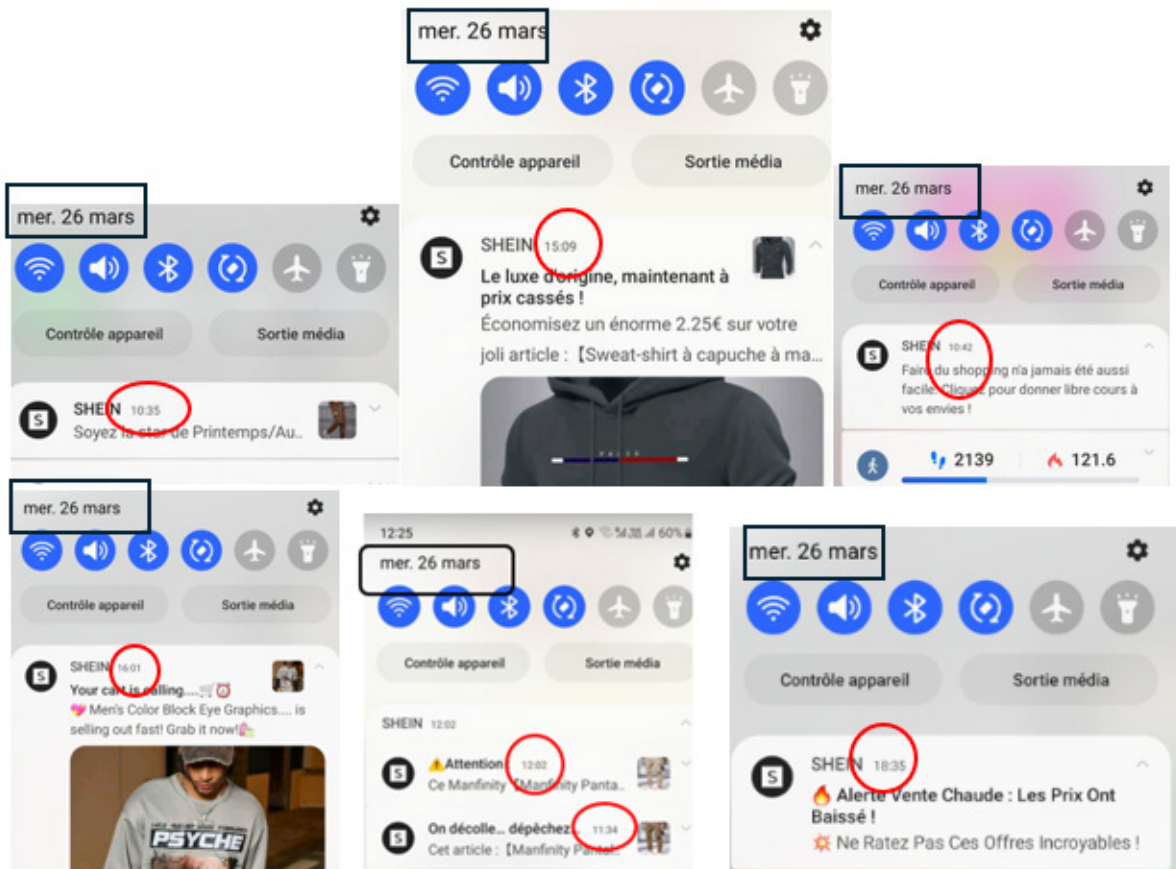 mer. 26 mars
Contrôle appareil
Sortie média
SHEIN 10:35
Soyez la star de Printemps/Au..
mer. 26 mars
Contrôle appareil
Sortie média
SHEIN 15:09
Le luxe d'origine, maintenant à
prix cassés !
Économisez un énorme 2.25€ sur votre
joli article :【Sweat-shirt à capuche à ma...
mer. 26 mars
Contrôle appareil
Sortie média
SHEIN 10:42
Faire du shopping n'a jamais été aussi
facile. Cliquez pour donner libre cours à
vos envies !
2139
121.6
mer. 26 mars
Contrôle appareil
Sortie média
SHEIN 16:01
Your cart is calling....🛒⏰
💖 Men's Color Block Eye Graphics.... is
selling out fast! Grab it now!🛍️
PSYCHE
12:25
60%
mer. 26 mars
Contrôle appareil
Sortie média
SHEIN 12:02
⚠️Attention : 12:02
Ce Manfinity【Manfinity Panta..
On décolle… dépêchez.. 11:34
Cet article :【Manfinity Pantal..
mer. 26 mars
Contrôle appareil
Sortie média
SHEIN 18:35
🔥 Alerte Vente Chaude : Les Prix Ont
Baissé !
💥 Ne Ratez Pas Ces Offres Incroyables !